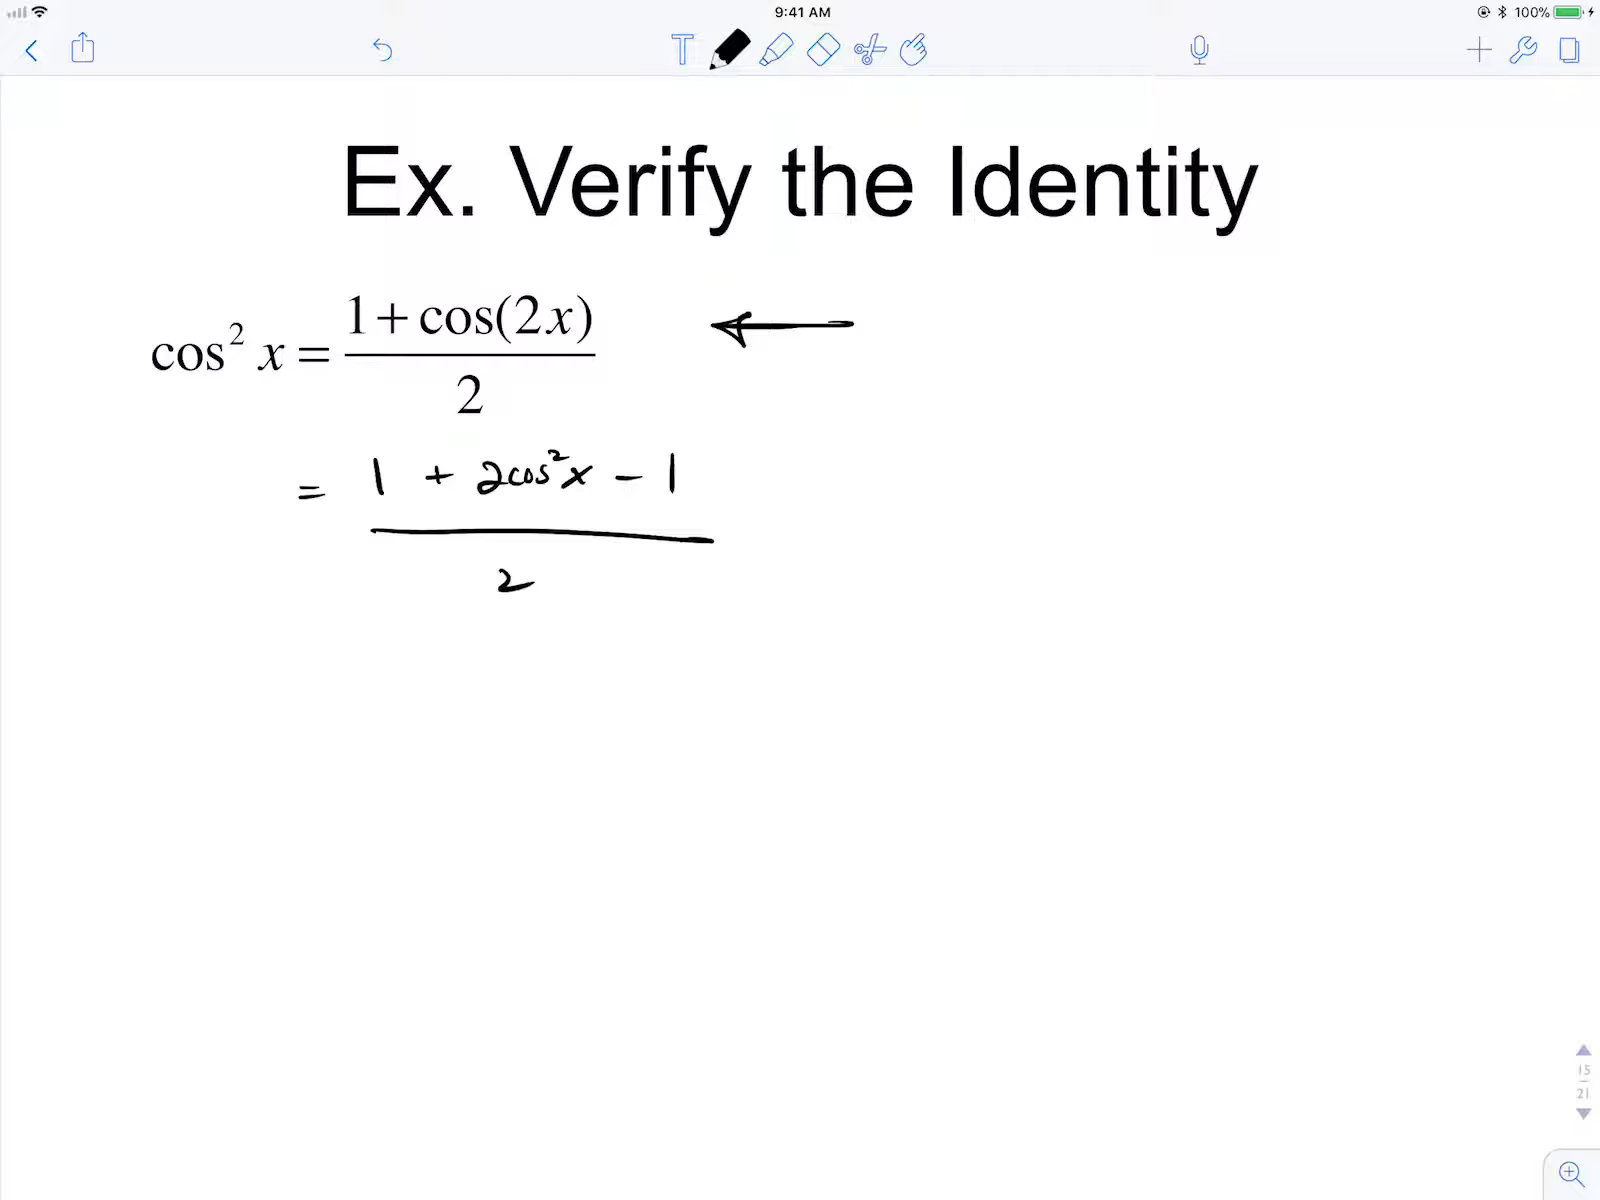 9:41 AM
100%
T
Ex. Verify the Identity
cos² x = (1 + cos(2x))/2
= (1 + 2cos²x − 1)/2
15
21